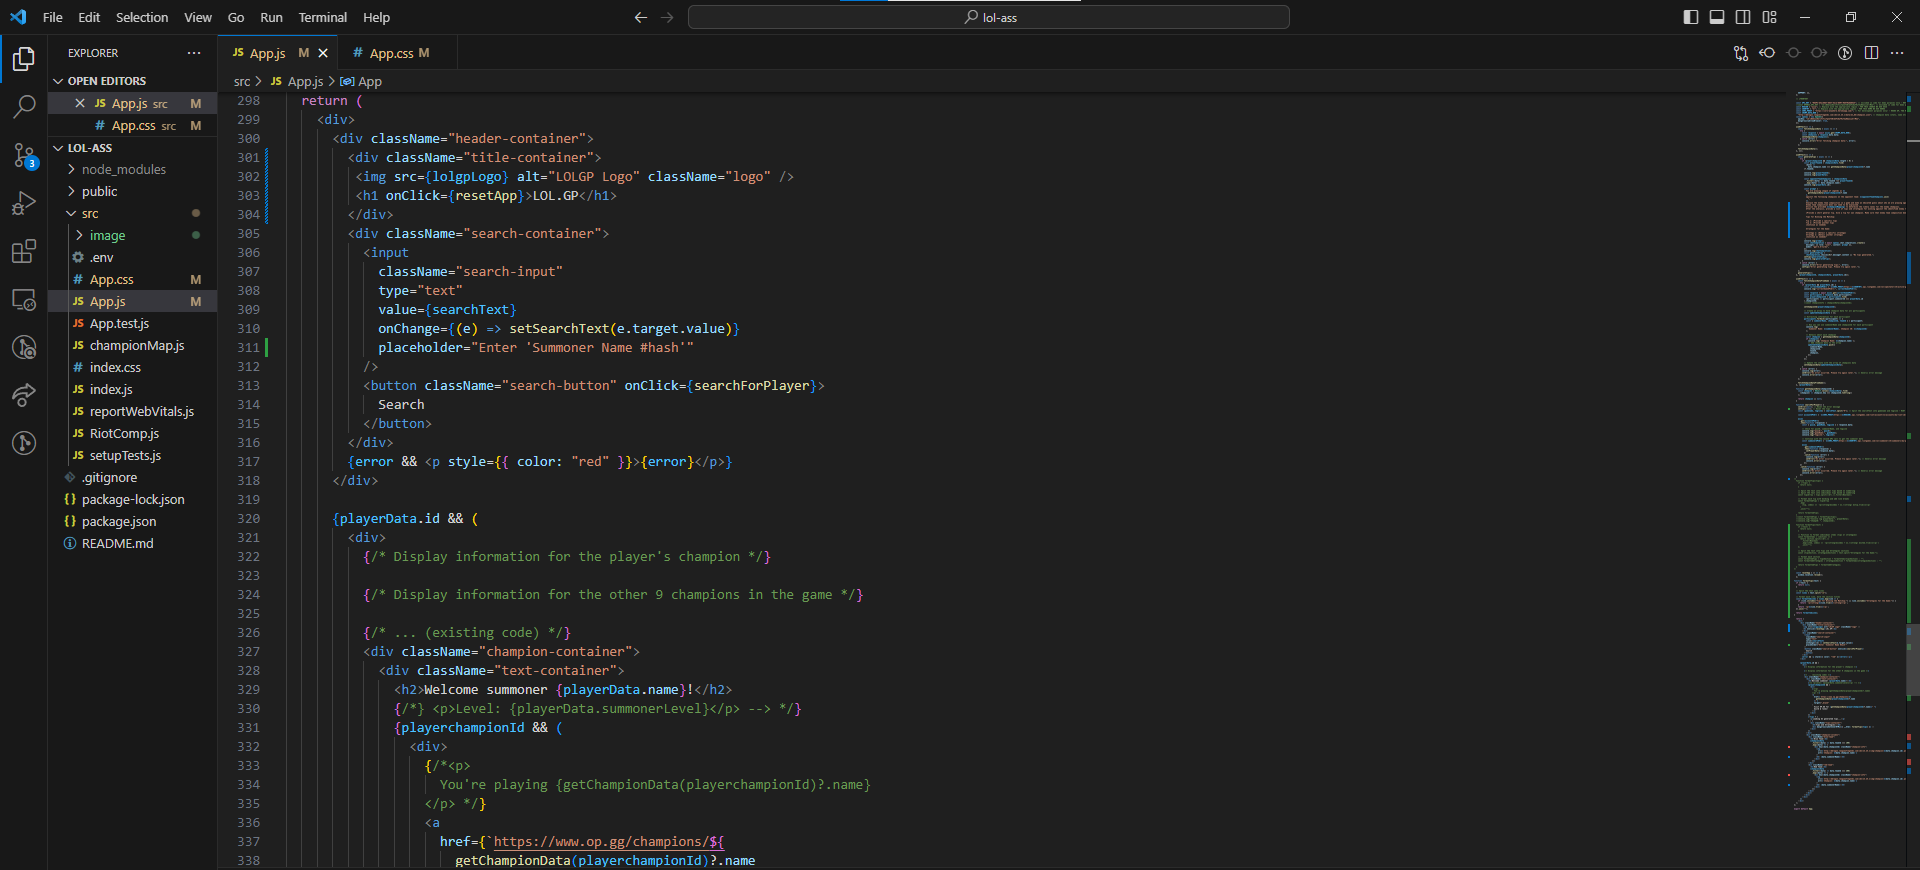 File Edit Selection View Go Run Terminal Help
lol-ass
EXPLORER
OPEN EDITORS
JS App.js src M
# App.css src M
LOL-ASS
node_modules
public
src
image
.env
# App.css M
JS App.js M
JS App.test.js
JS championMap.js
# index.css
JS index.js
JS reportWebVitals.js
JS RiotComp.js
JS setupTests.js
.gitignore
{} package-lock.json
{} package.json
README.md
3
JS App.js M
# App.css M
src > JS App.js > App
298 return (
299 <div>
300 <div className="header-container">
301 <div className="title-container">
302 <img src={lolgpLogo} alt="LOLGP Logo" className="logo" />
303 <h1 onClick={resetApp}>LOL.GP</h1>
304 </div>
305 <div className="search-container">
306 <input
307 className="search-input"
308 type="text"
309 value={searchText}
310 onChange={(e) => setSearchText(e.target.value)}
311 placeholder="Enter 'Summoner Name #hash'"
312 />
313 <button className="search-button" onClick={searchForPlayer}>
314 Search
315 </button>
316 </div>
317 {error && <p style={{ color: "red" }}>{error}</p>}
318 </div>
319
320 {playerData.id && (
321 <div>
322 {/* Display information for the player's champion */}
323
324 {/* Display information for the other 9 champions in the game */}
325
326 {/* ... (existing code) */}
327 <div className="champion-container">
328 <div className="text-container">
329 <h2>Welcome summoner {playerData.name}!</h2>
330 {/*} <p>Level: {playerData.summonerLevel}</p> --> */}
331 {playerchampionId && (
332 <div>
333 {/*<p>
334 You're playing {getChampionData(playerchampionId)?.name}
335 </p> */}
336 <a
337 href={`https://www.op.gg/champions/${
338 getChampionData(playerchampionId)?.name